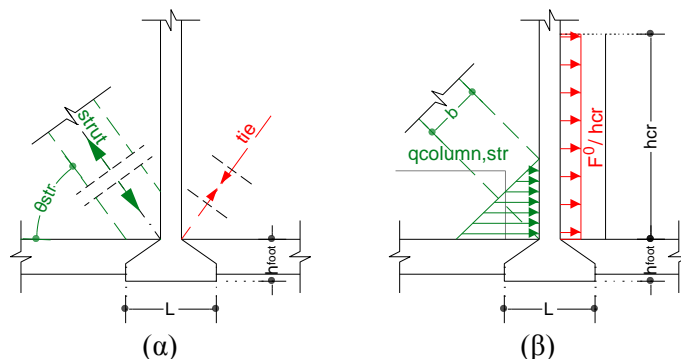 strut
tie
θstr
hfoot
L
(α)
b
qcolumn,str
F⁰/hcr
hcr
hfoot
L
(β)